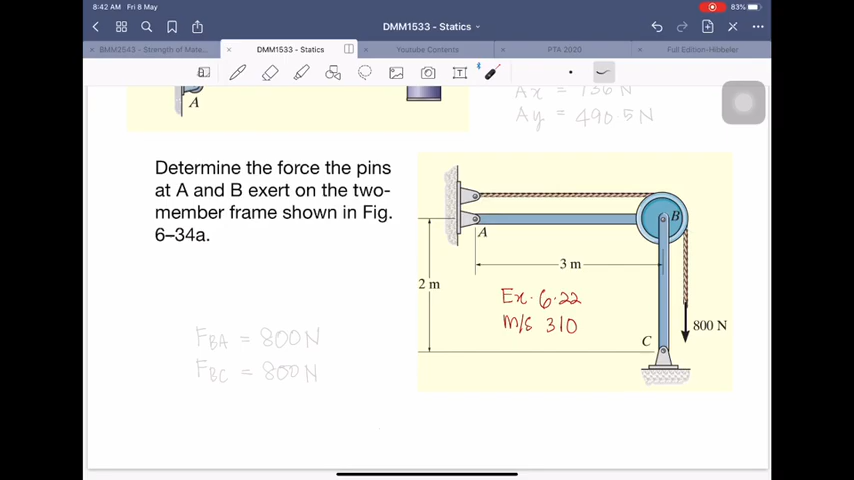 8:42 AM Fri 8 May
83%
DMM1533 - Statics
BMM2543 - Strength of Mate...
DMM1533 - Statics
Youtube Contents
PTA 2020
Full Edition-Hibbeler
A
Ax = 136 N
Ay = 490.5 N
Determine the force the pins
at A and B exert on the two-
member frame shown in Fig.
6–34a.
FBA = 800 N
FBC = 800 N
A
B
3 m
2 m
Ex. 6.22
m/s 310
800 N
C